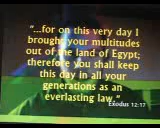 "...for on this very day I
brought your multitudes
out of the land of Egypt;
therefore you shall keep
this day in all your
generations as an
everlasting law."
Exodus 12:17